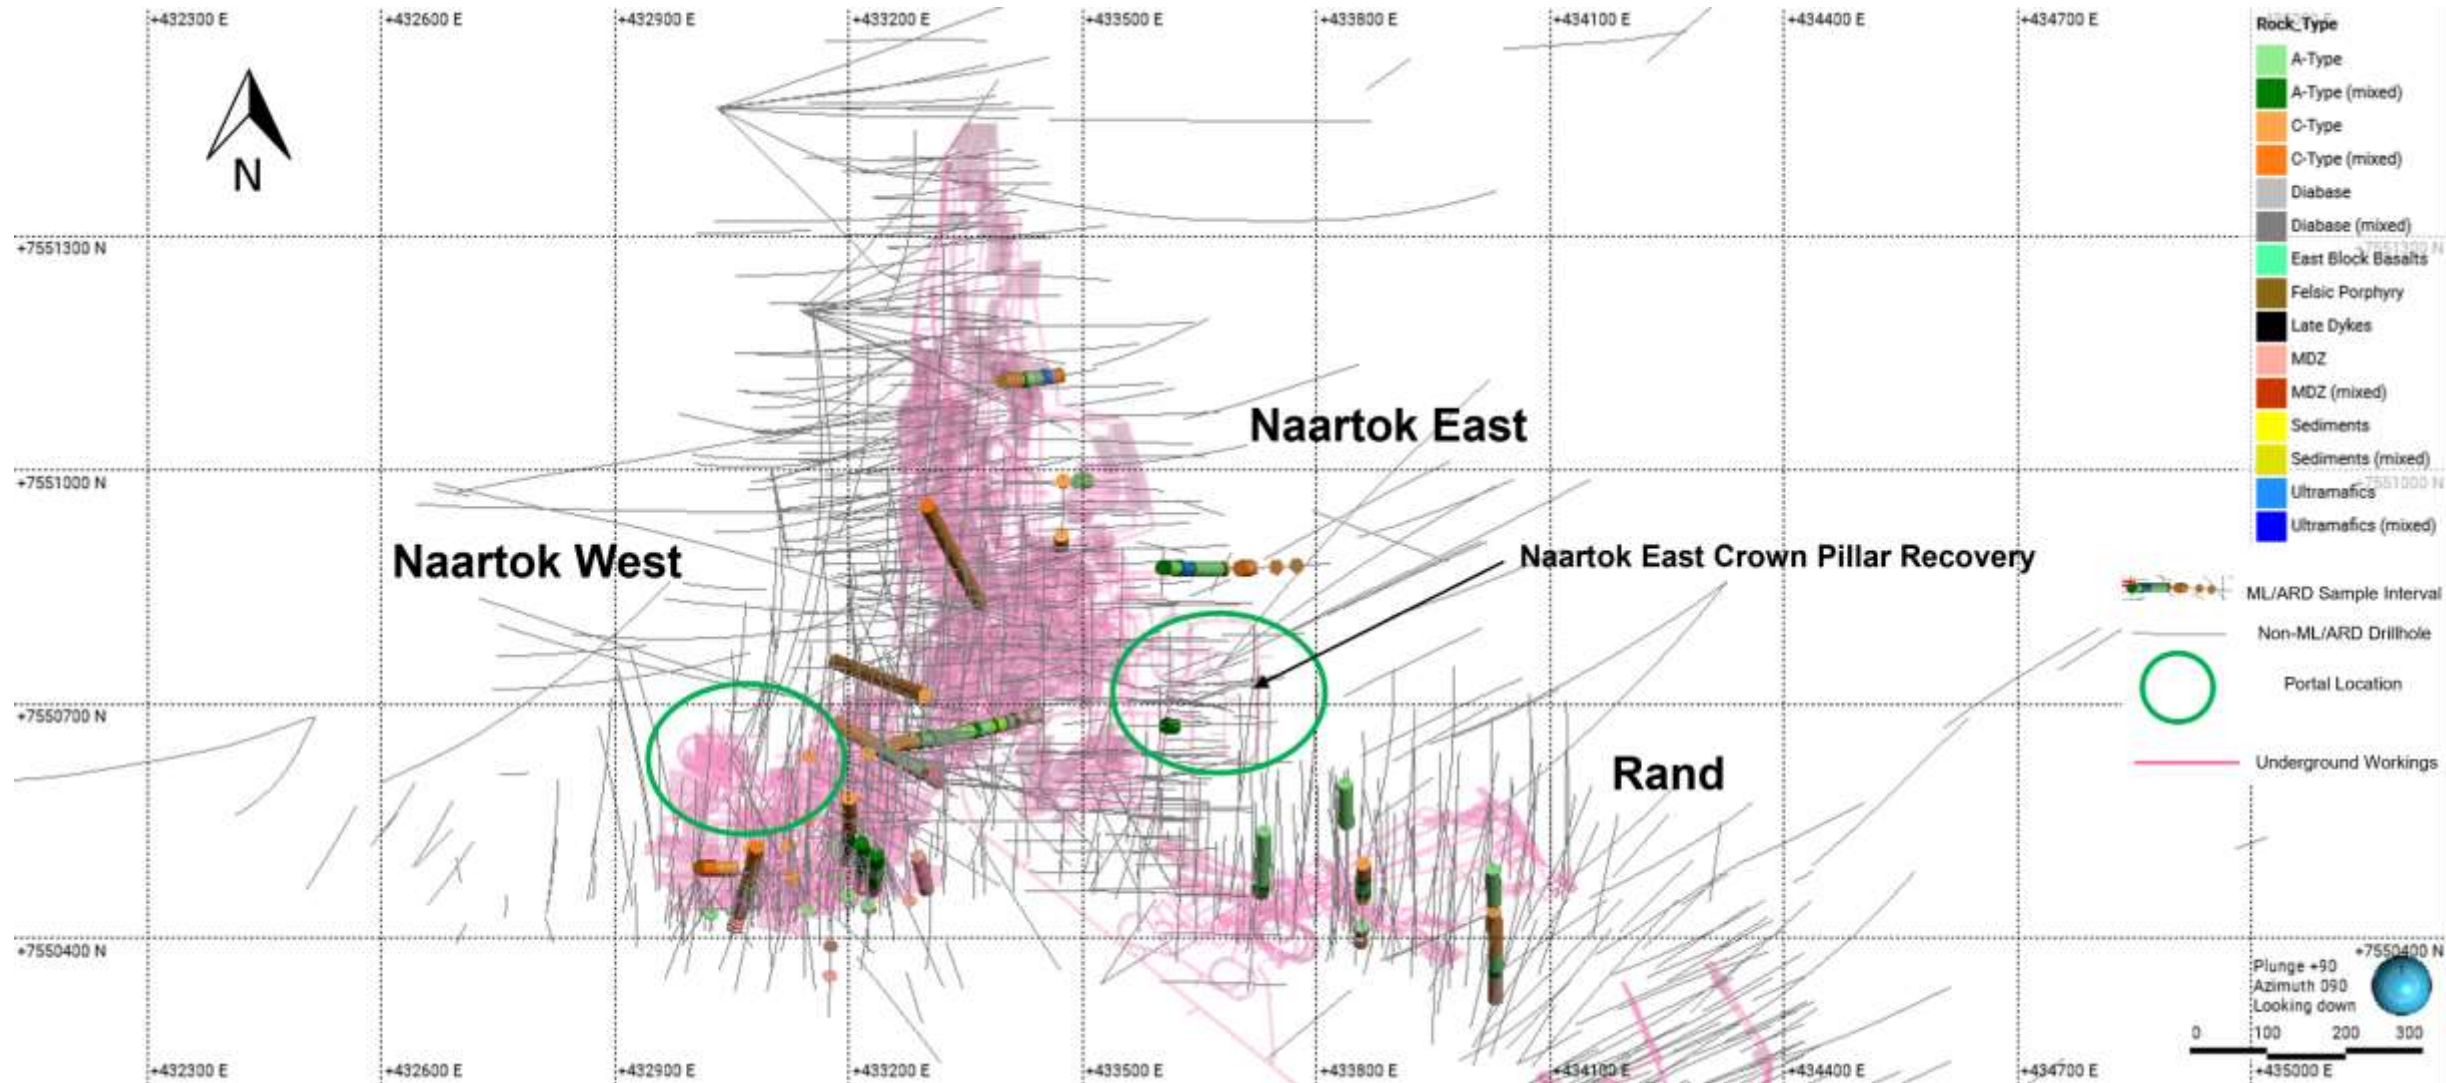 +432300 E
+432600 E
+432900 E
+433200 E
+433500 E
+433800 E
+434100 E
+434400 E
+434700 E
Rock_Type
A-Type
A-Type (mixed)
C-Type
C-Type (mixed)
Diabase
Diabase (mixed)
East Block Basalts
Felsic Porphyry
Late Dykes
MDZ
MDZ (mixed)
Sediments
Sediments (mixed)
Ultramafics
Ultramafics (mixed)
N
+7551300 N
+7551300 N
Naartok East
+7551000 N
+7551000 N
Naartok West
Naartok East Crown Pillar Recovery
ML/ARD Sample Interval
Non-ML/ARD Drillhole
Portal Location
Underground Workings
+7550700 N
Rand
+7550400 N
+7550400 N
Plunge +90
Azimuth 090
Looking down
0 100 200 300
+432300 E
+432600 E
+432900 E
+433200 E
+433500 E
+433800 E
+434100 E
+434400 E
+434700 E
+435000 E